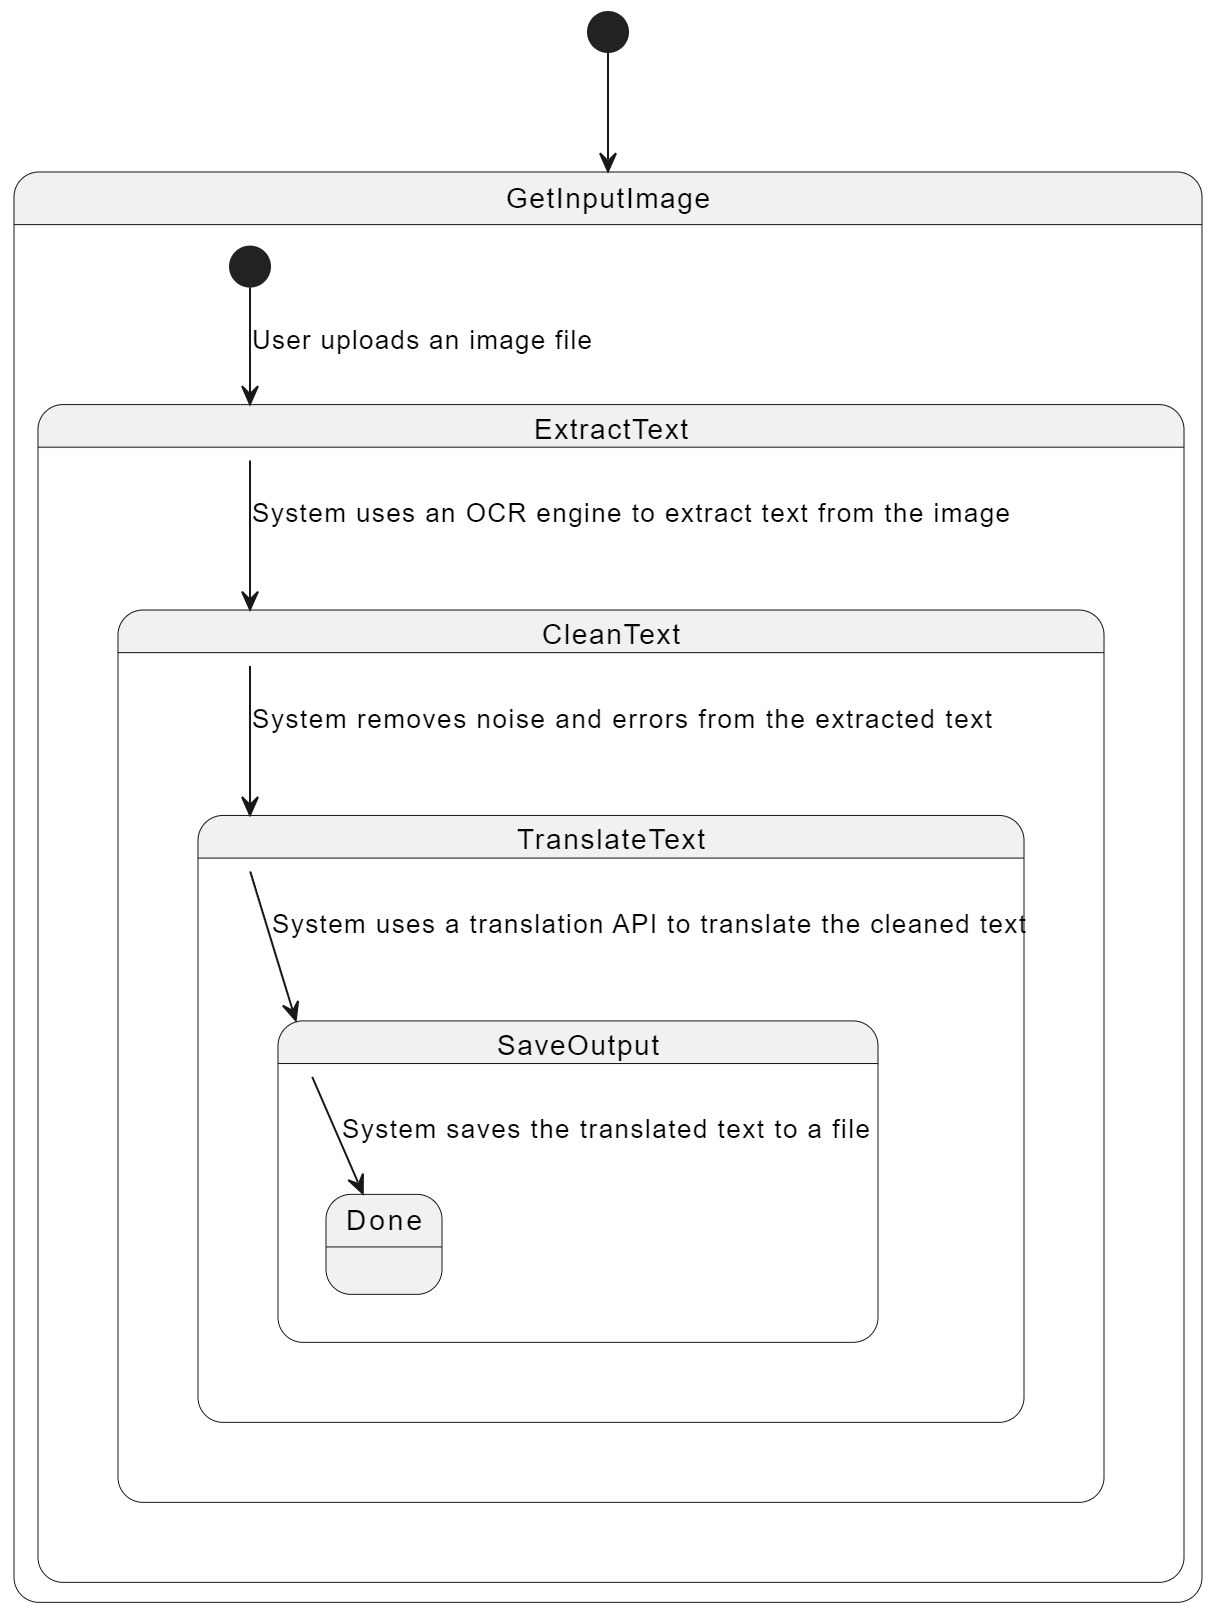 GetInputImage
User uploads an image file
ExtractText
System uses an OCR engine to extract text from the image
CleanText
System removes noise and errors from the extracted text
TranslateText
System uses a translation API to translate the cleaned text
SaveOutput
System saves the translated text to a file
Done